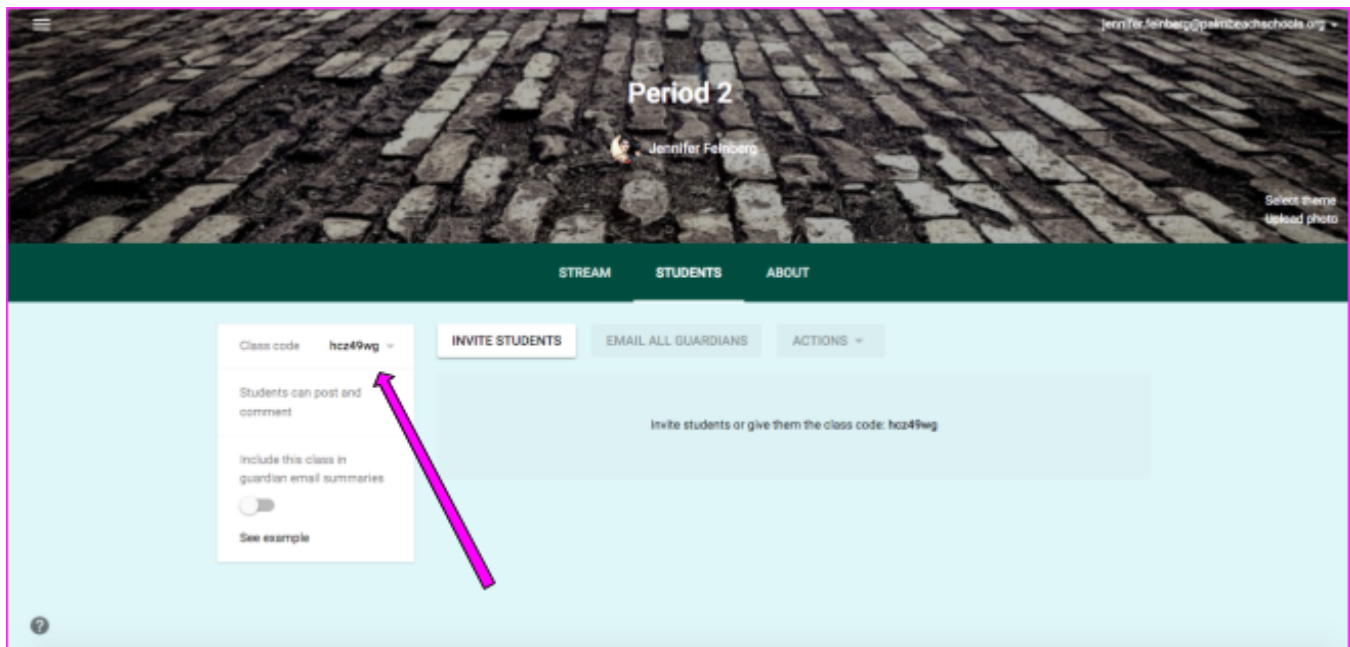 jennifer.feinberg@palmbeachschools.org
Period 2
Jennifer Feinberg
Select theme
Upload photo
STREAM STUDENTS ABOUT
Class code hcz49wg
INVITE STUDENTS EMAIL ALL GUARDIANS ACTIONS
Students can post and
comment
Invite students or give them the class code: hcz49wg
Include this class in
guardian email summaries
See example
?